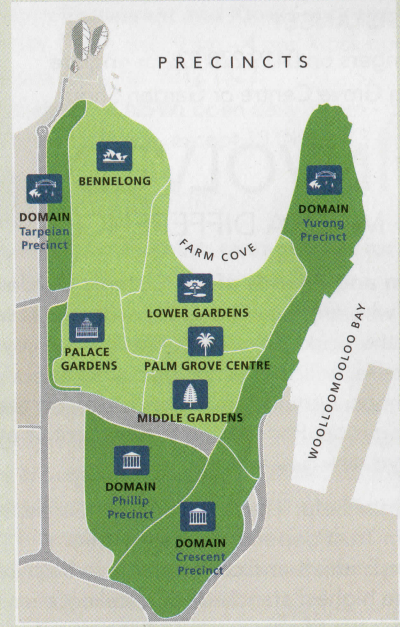 PRECINCTS
BENNELONG
DOMAIN
Tarpeian
Precinct
DOMAIN
Yurong
Precinct
FARM COVE
LOWER GARDENS
PALACE
GARDENS
PALM GROVE CENTRE
MIDDLE GARDENS
WOOLLOOMOOLOO BAY
DOMAIN
Phillip
Precinct
DOMAIN
Crescent
Precinct